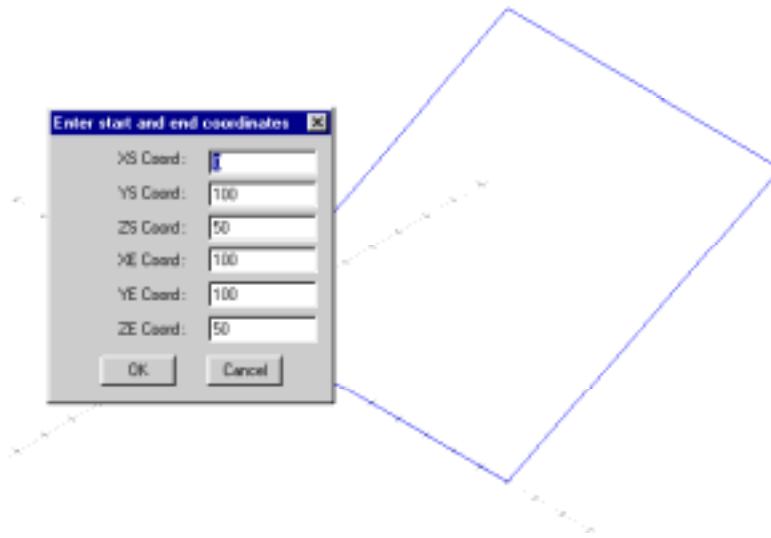 Enter start and end coordinates
XS Coord:
YS Coord: 100
ZS Coord: 50
XE Coord: 100
YE Coord: 100
ZE Coord: 50
OK Cancel